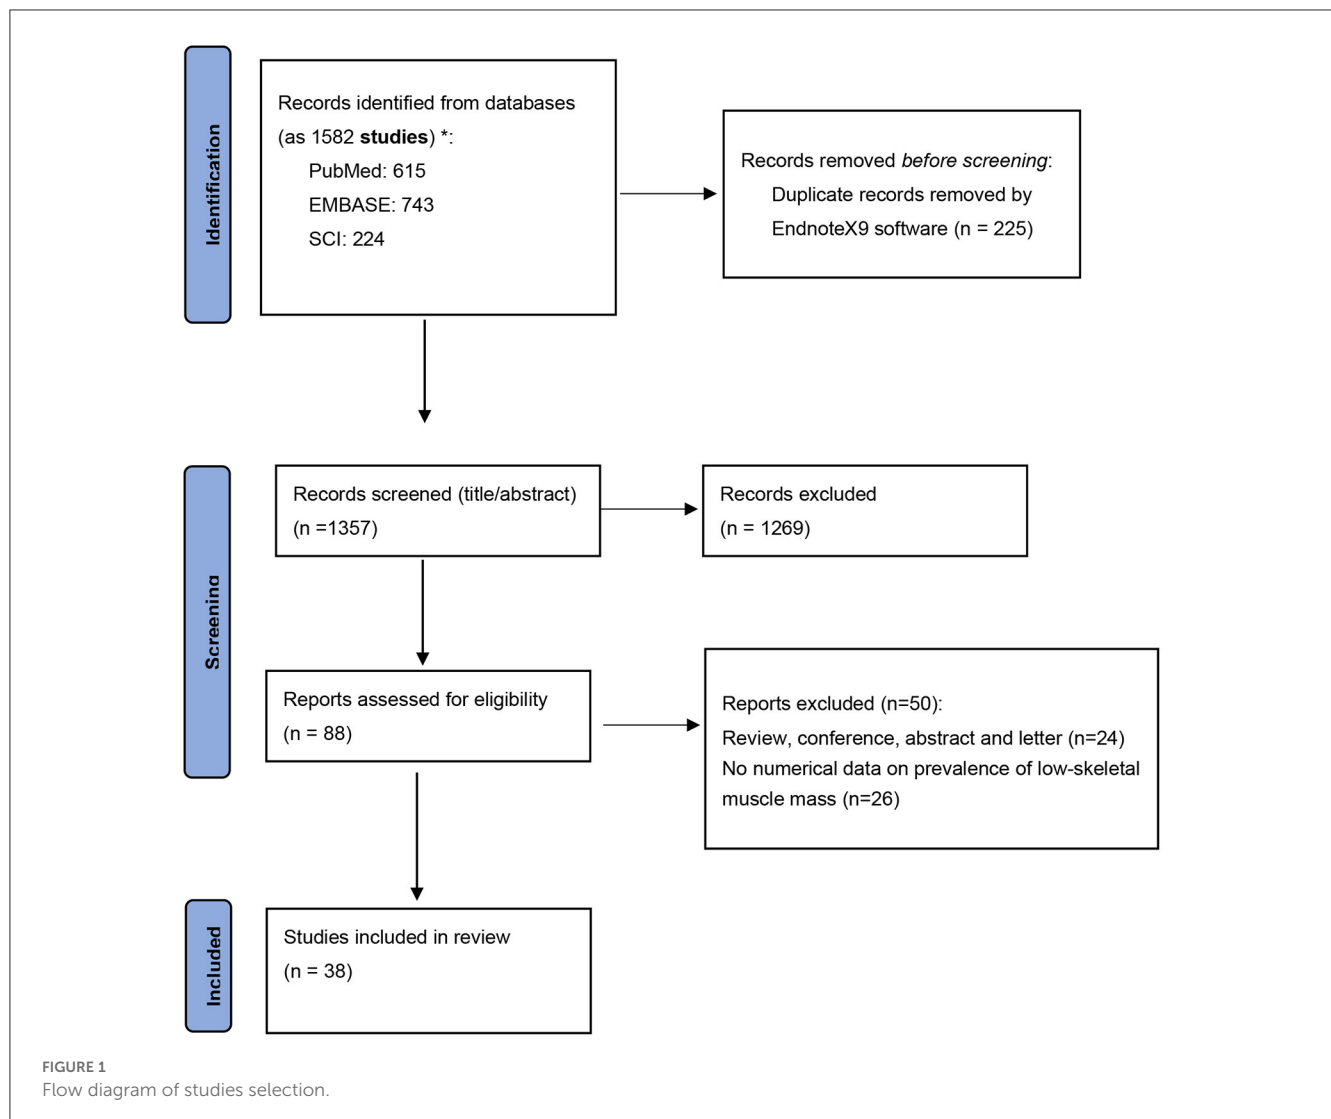 Identification
Records identified from databases
(as 1582 studies) *:
PubMed: 615
EMBASE: 743
SCI: 224
Records removed before screening:
Duplicate records removed by
EndnoteX9 software (n = 225)
Screening
Records screened (title/abstract)
(n =1357)
Records excluded
(n = 1269)
Reports assessed for eligibility
(n = 88)
Reports excluded (n=50):
Review, conference, abstract and letter (n=24)
No numerical data on prevalence of low-skeletal
muscle mass (n=26)
Included
Studies included in review
(n = 38)
FIGURE 1
Flow diagram of studies selection.